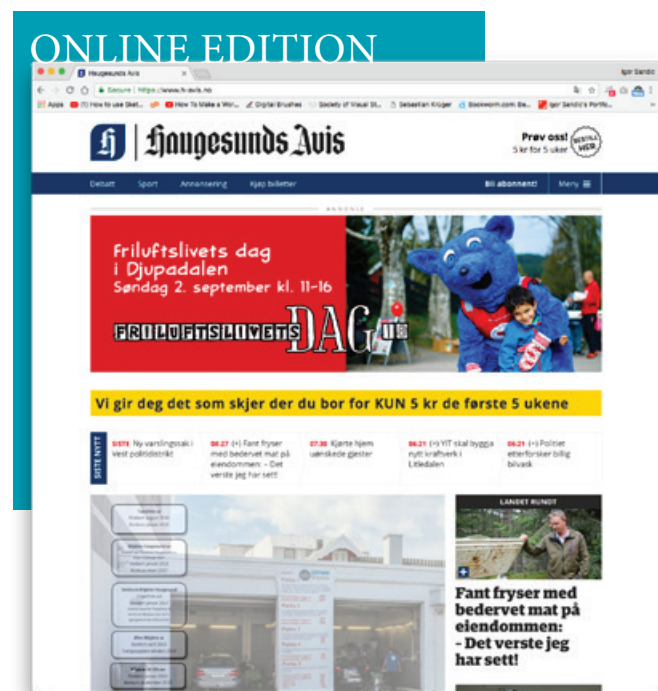 ONLINE EDITION
Haugesunds Avis
Igor Sandic
Secure | https://www.h-avis.no
Apps (1) How to use Sket... How To Make a Wor... Digital Brushes Society of Visual St... Sebastian Krüger Bookworm.com Be... Igor Sandic's Portfo...
Haugesunds Avis
Prøv oss!
5 kr for 5 uker
BESTILL
HER
Debatt Sport Annonsering Kjøp billetter Bli abonnent! Meny
ANNONSE
Friluftslivets dag
i Djupadalen
Søndag 2. september kl. 11-16
FRILUFTSLIVETS DAG 18
Vi gir deg det som skjer der du bor for KUN 5 kr de første 5 ukene
SISTE NYTT
SISTE Ny varslingssak i
Vest politidistrikt
08.27 (+) Fant fryser
med bedervet mat på
eiendommen: – Det
verste jeg har sett!
07.30 Kjørte hjem
uønskede gjester
06.21 (+) YIT skal bygga
nytt kraftverk i
Litledalen
06.21 (+) Politiet
etterforsker billig
bilvask
LANDET RUNDT
Fant fryser med
bedervet mat på
eiendommen:
– Det verste jeg
har sett!